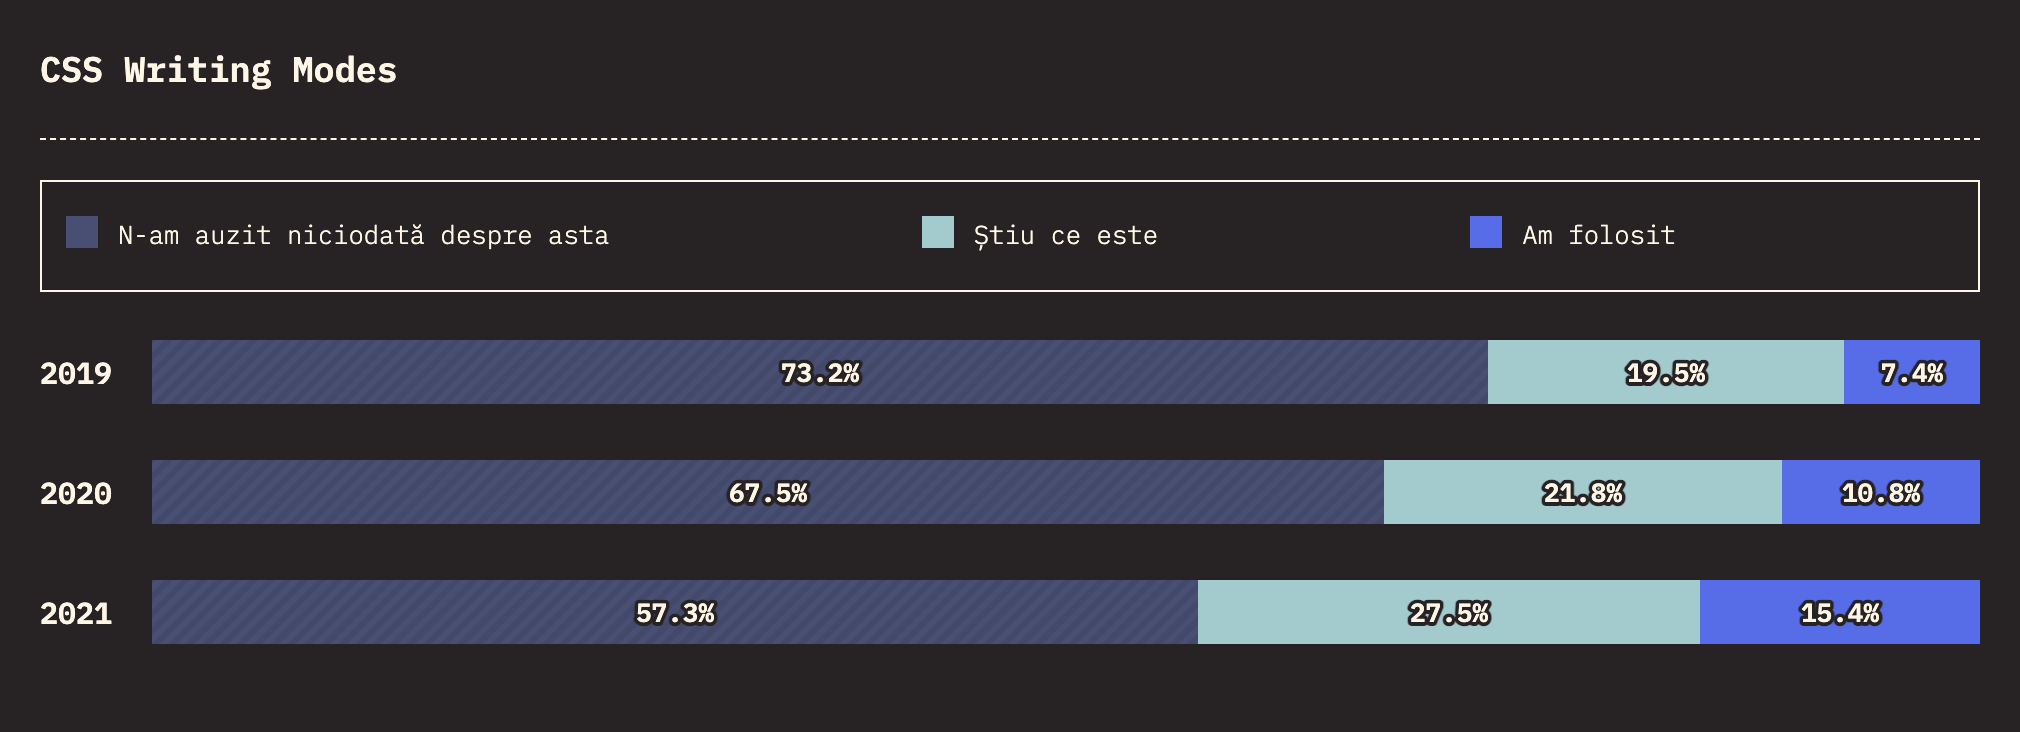 CSS Writing Modes
N-am auzit niciodată despre asta
Știu ce este
Am folosit
2019 73.2% 19.5% 7.4%
2020 67.5% 21.8% 10.8%
2021 57.3% 27.5% 15.4%